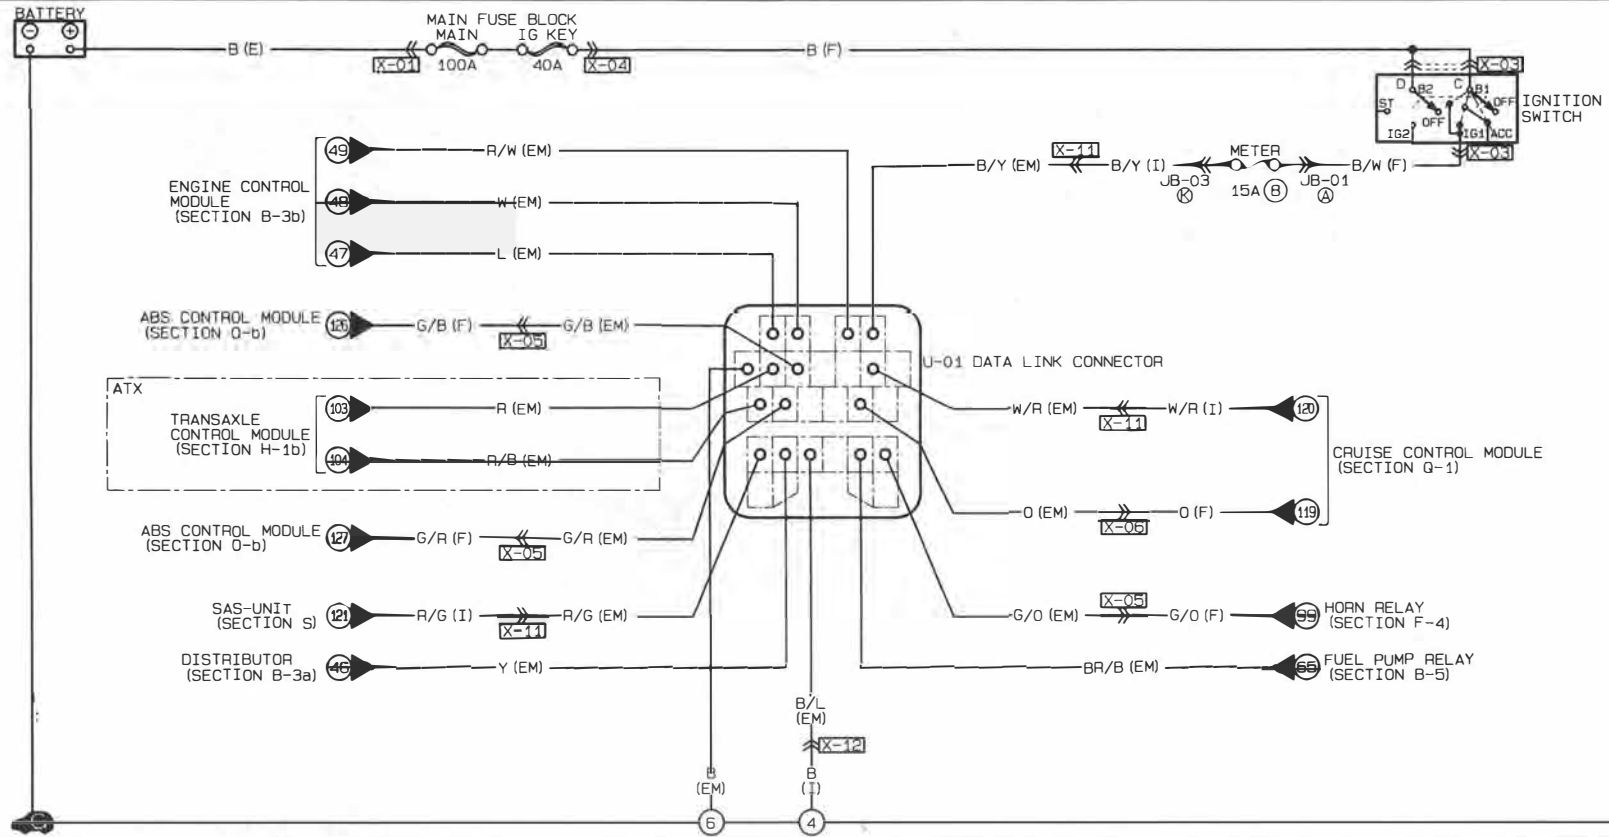 BATTERY
B (E)
X-01
MAIN FUSE BLOCK
MAIN
IG KEY
100A
40A
X-04
B (F)
X-03
D
B2
C
B1
ST
OFF
OFF
IG2
IG1
ACC
IGNITION
SWITCH
X-03
49
R/W (EM)
ENGINE CONTROL
MODULE
(SECTION B-3b)
48
W (EM)
47
L (EM)
B/Y (EM)
X-11
B/Y (I)
JB-03
K
METER
15A
B
JB-01
A
B/W (F)
ABS CONTROL MODULE
(SECTION O-b)
126
G/B (F)
X-05
G/B (EM)
U-01 DATA LINK CONNECTOR
ATX
TRANSAXLE
CONTROL MODULE
(SECTION H-1b)
103
R (EM)
104
R/B (EM)
W/R (EM)
X-11
W/R (I)
120
CRUISE CONTROL MODULE
(SECTION Q-1)
O (EM)
X-06
O (F)
119
ABS CONTROL MODULE
(SECTION O-b)
127
G/R (F)
X-05
G/R (EM)
SAS-UNIT
(SECTION S)
121
R/G (I)
X-11
R/G (EM)
G/O (EM)
X-05
G/O (F)
99
HORN RELAY
(SECTION F-4)
DISTRIBUTOR
(SECTION B-3a)
46
Y (EM)
BR/B (EM)
65
FUEL PUMP RELAY
(SECTION B-5)
B/L
(EM)
X-12
B
(EM)
B
(I)
6
4